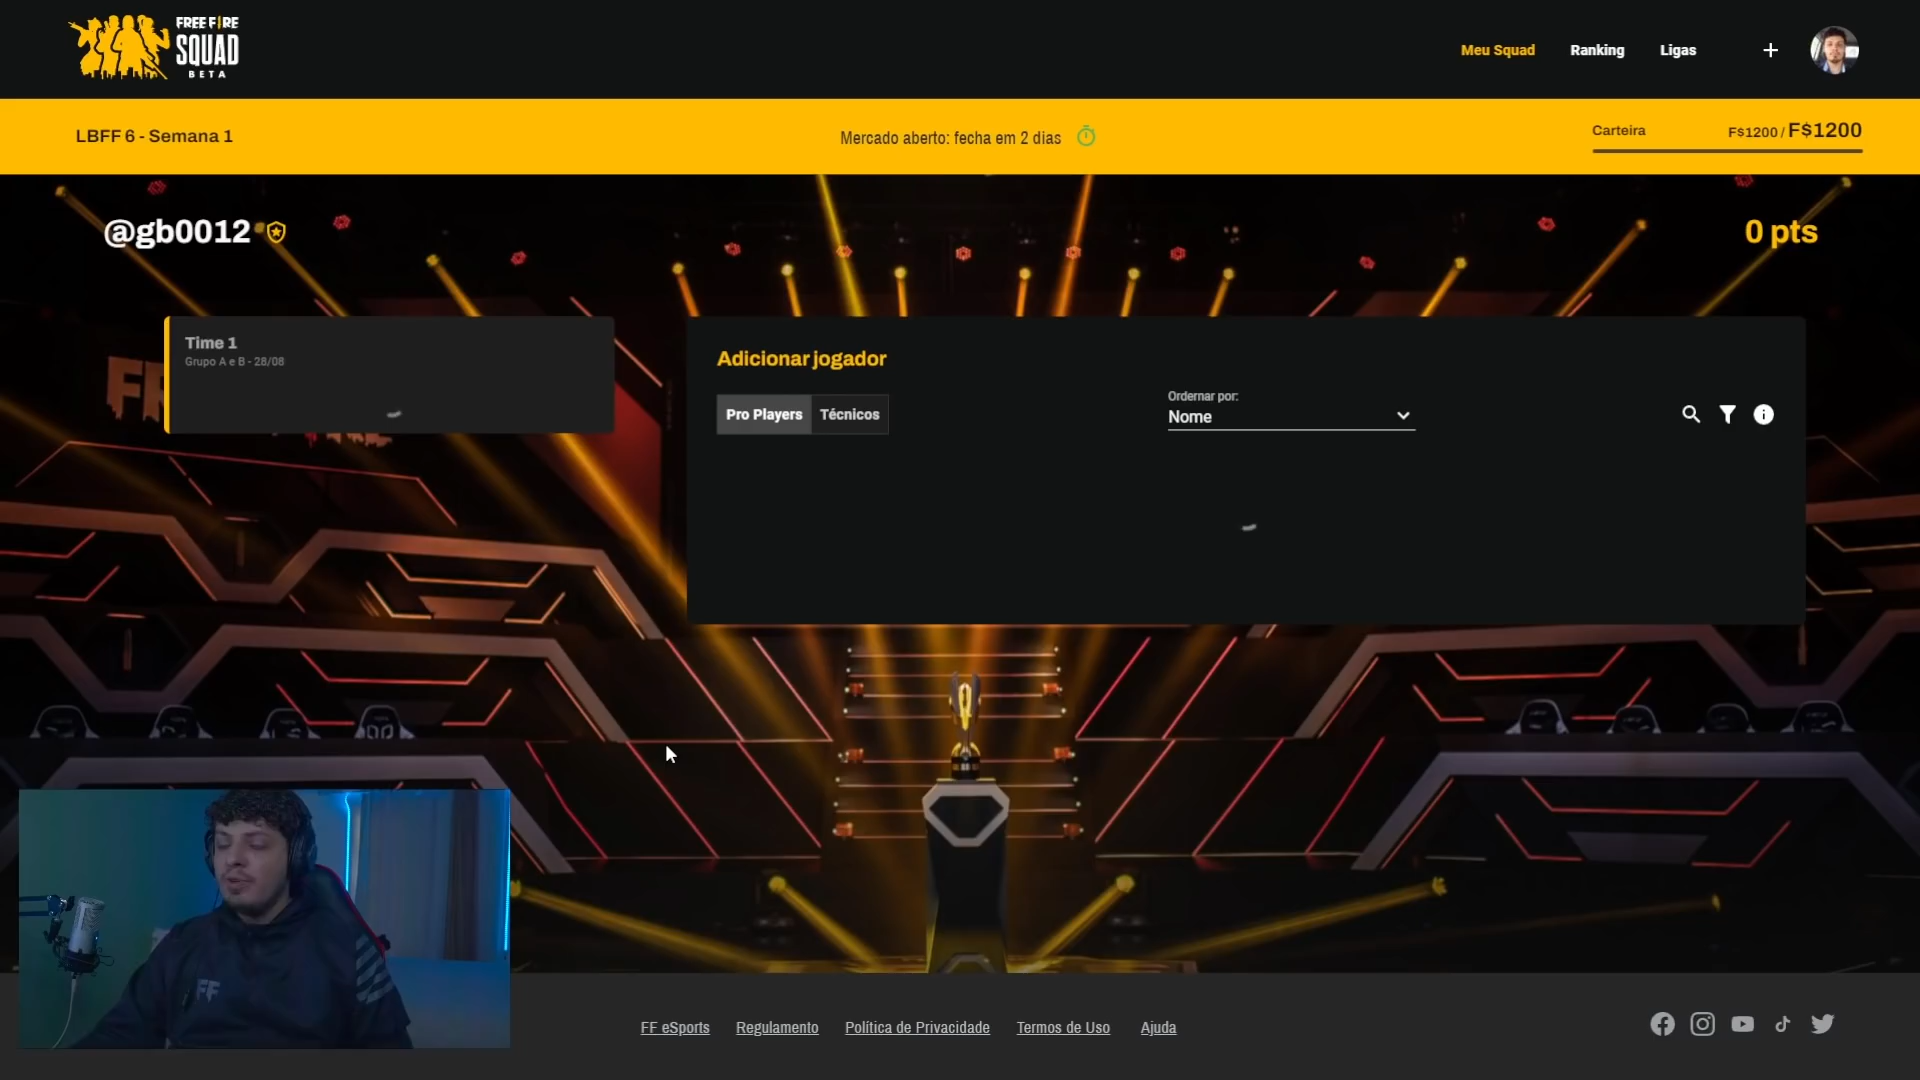 FREE FIRE
SQUAD
BETA
Meu Squad
Ranking
Ligas
+
LBFF 6 - Semana 1
Mercado aberto: fecha em 2 dias
Carteira
F$1200 / F$1200
@gb0012
0 pts
Time 1
Grupo A e B - 28/08
Adicionar jogador
Pro Players
Técnicos
Ordernar por:
Nome
FF
FF eSports
Regulamento
Política de Privacidade
Termos de Uso
Ajuda